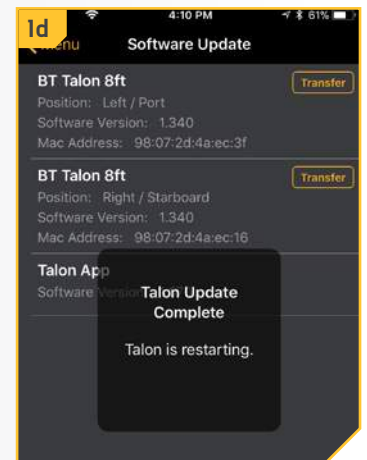 1d
4:10 PM
61%
Menu
Software Update
BT Talon 8ft
Transfer
Position: Left / Port
Software Version: 1.340
Mac Address: 98:07:2d:4a:ec:3f
BT Talon 8ft
Transfer
Position: Right / Starboard
Software Version: 1.340
Mac Address: 98:07:2d:4a:ec:16
Talon App
Software
Talon Update
Complete
Talon is restarting.